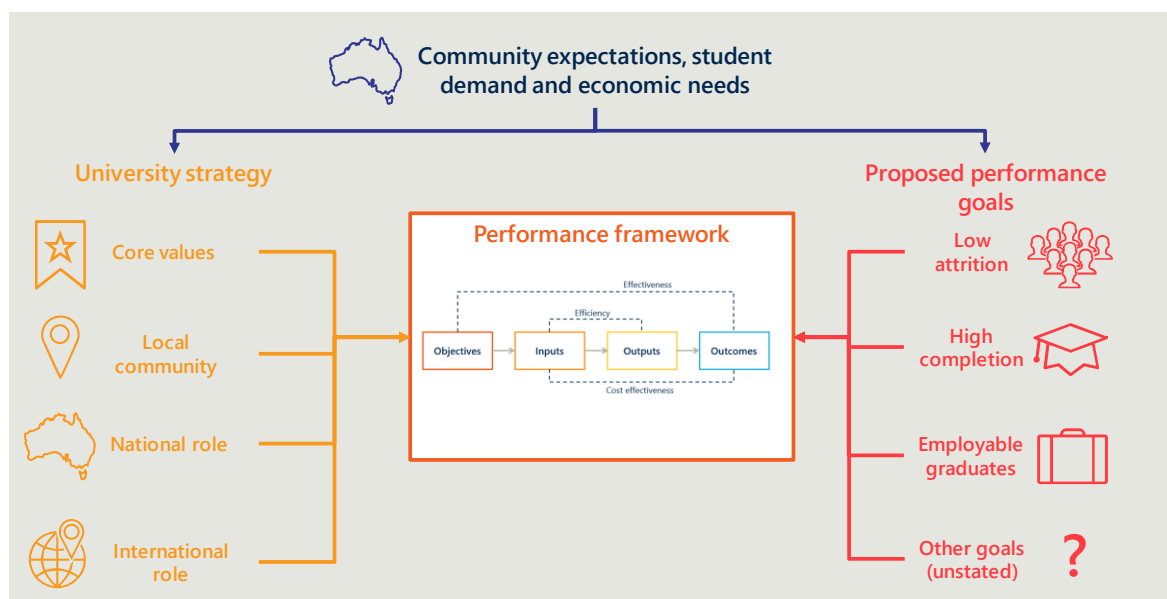 Community expectations, student
demand and economic needs
University strategy
Core values
Local
community
National role
International
role
Performance framework
Effectiveness
Efficiency
Objectives
Inputs
Outputs
Outcomes
Cost effectiveness
Proposed performance
goals
Low
attrition
High
completion
Employable
graduates
Other goals
(unstated)
?